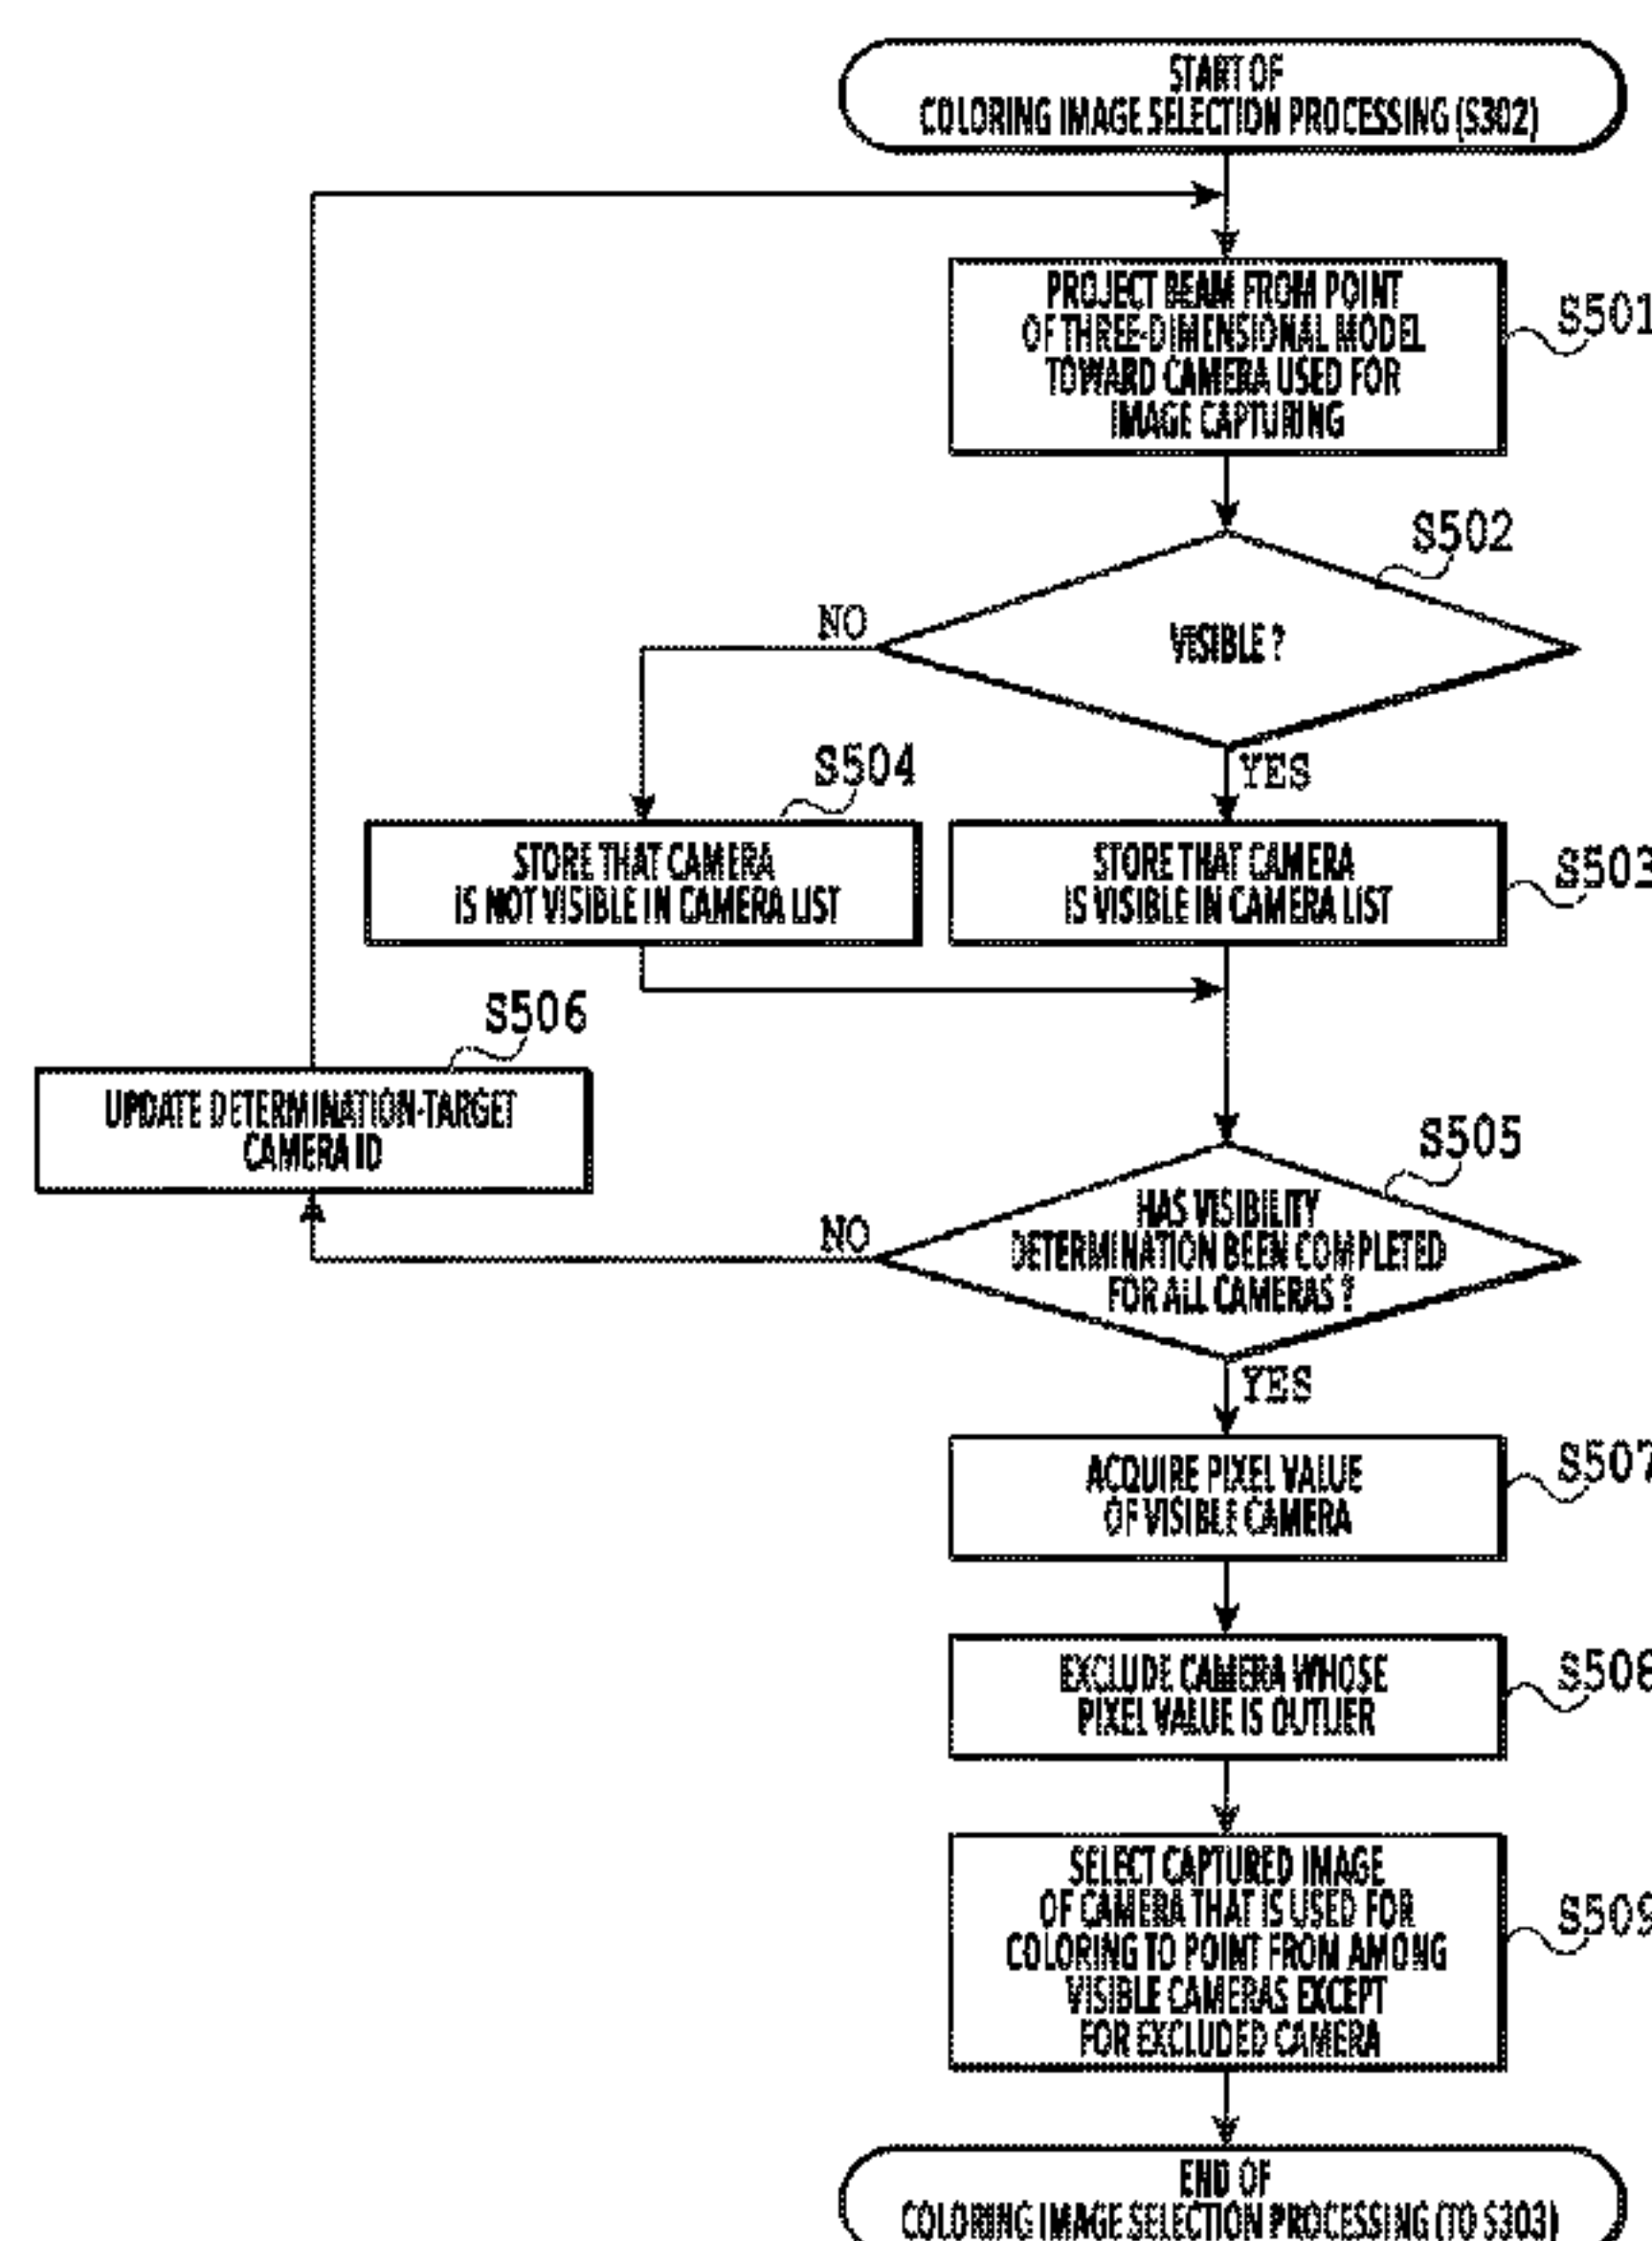 START OF
COLORING IMAGE SELECTION PROCESSING (S302)
PROJECT BEAM FROM POINT
OF THREE-DIMENSIONAL MODEL
TOWARD CAMERA USED FOR
IMAGE CAPTURING
S501
S502
VISIBLE ?
NO
YES
S504
STORE THAT CAMERA
IS NOT VISIBLE IN CAMERA LIST
STORE THAT CAMERA
IS VISIBLE IN CAMERA LIST
S503
S506
UPDATE DETERMINATION-TARGET
CAMERA ID
S505
HAS VISIBILITY
DETERMINATION BEEN COMPLETED
FOR ALL CAMERAS ?
NO
YES
ACQUIRE PIXEL VALUE
OF VISIBLE CAMERA
S507
EXCLUDE CAMERA WHOSE
PIXEL VALUE IS OUTLIER
S508
SELECT CAPTURED IMAGE
OF CAMERA THAT IS USED FOR
COLORING TO POINT FROM AMONG
VISIBLE CAMERAS EXCEPT
FOR EXCLUDED CAMERA
S509
END OF
COLORING IMAGE SELECTION PROCESSING (TO S303)